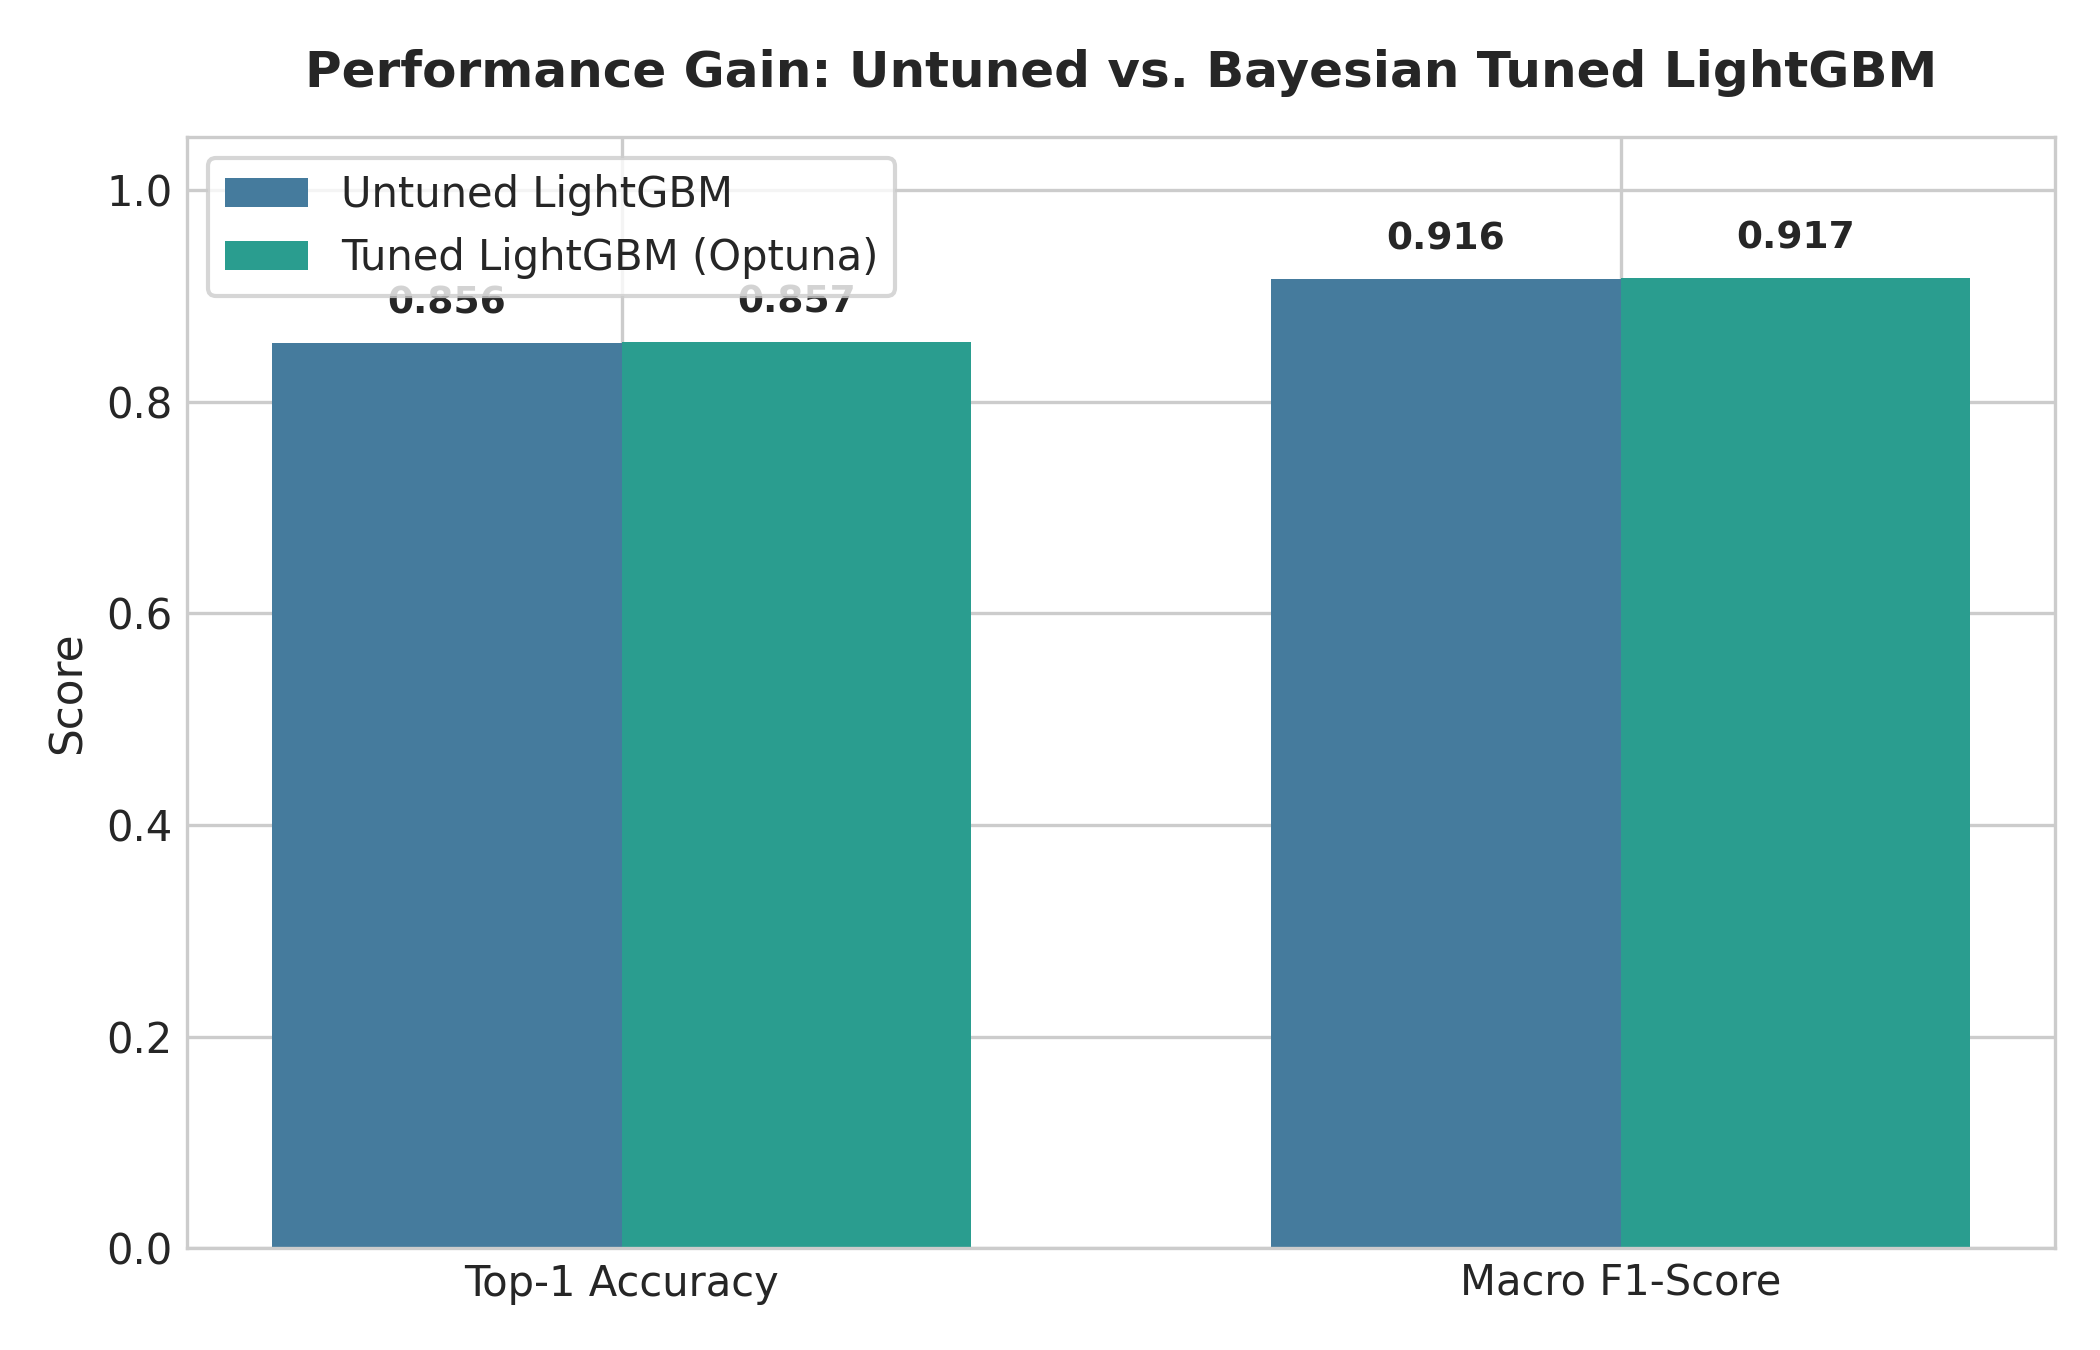 Performance Gain: Untuned vs. Bayesian Tuned LightGBM
Untuned LightGBM
Tuned LightGBM (Optuna)
0.856
0.857
0.916
0.917
1.0
0.8
0.6
0.4
0.2
0.0
Score
Top-1 Accuracy
Macro F1-Score